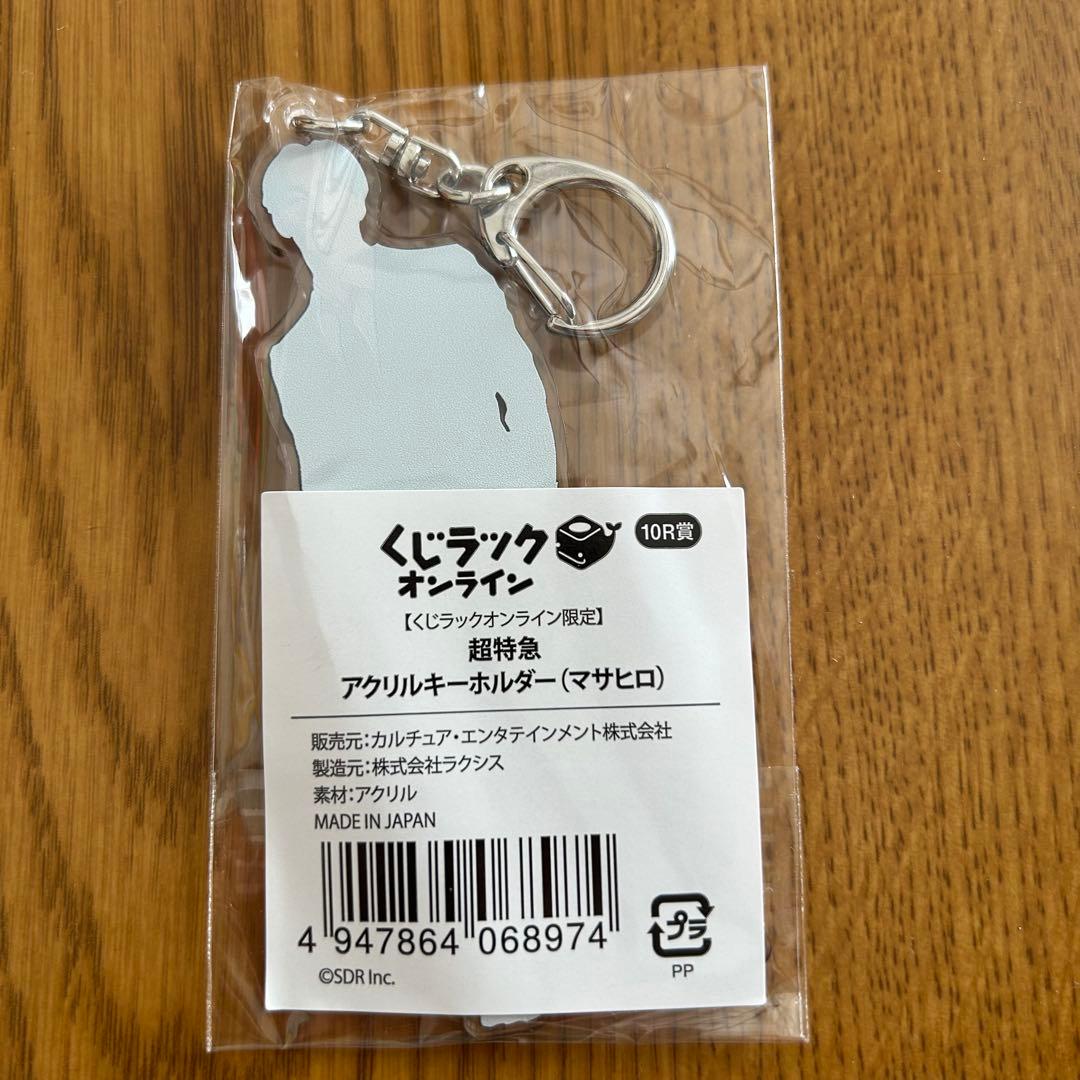 くじラック
オンライン
10R賞
【くじラックオンライン限定】
超特急
アクリルキーホルダー(マサヒロ)
販売元:カルチュア・エンタテインメント株式会社
製造元:株式会社ラクシス
素材:アクリル
MADE IN JAPAN
4 947864 068974
©SDR Inc.
プラ
PP